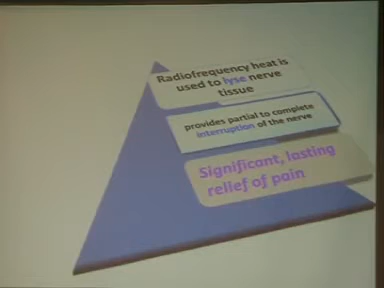 Radiofrequency heat is
used to lyse nerve
tissue
provides partial to complete
interruption of the nerve
Significant, lasting
relief of pain